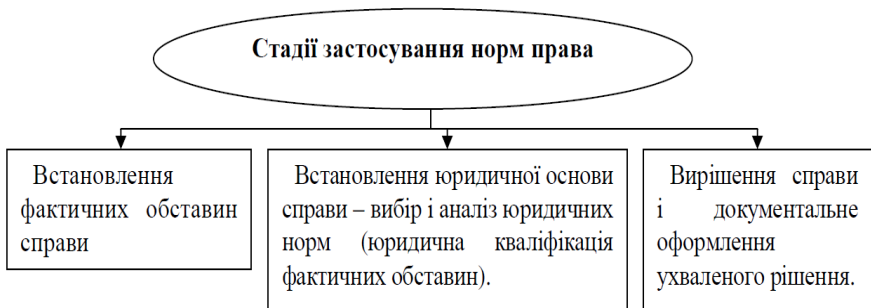 Стадії застосування норм права
Встановлення
фактичних обставин
справи
Встановлення юридичної основи
справи – вибір і аналіз юридичних
норм (юридична кваліфікація
фактичних обставин).
Вирішення справи
і документальне
оформлення
ухваленого рішення.